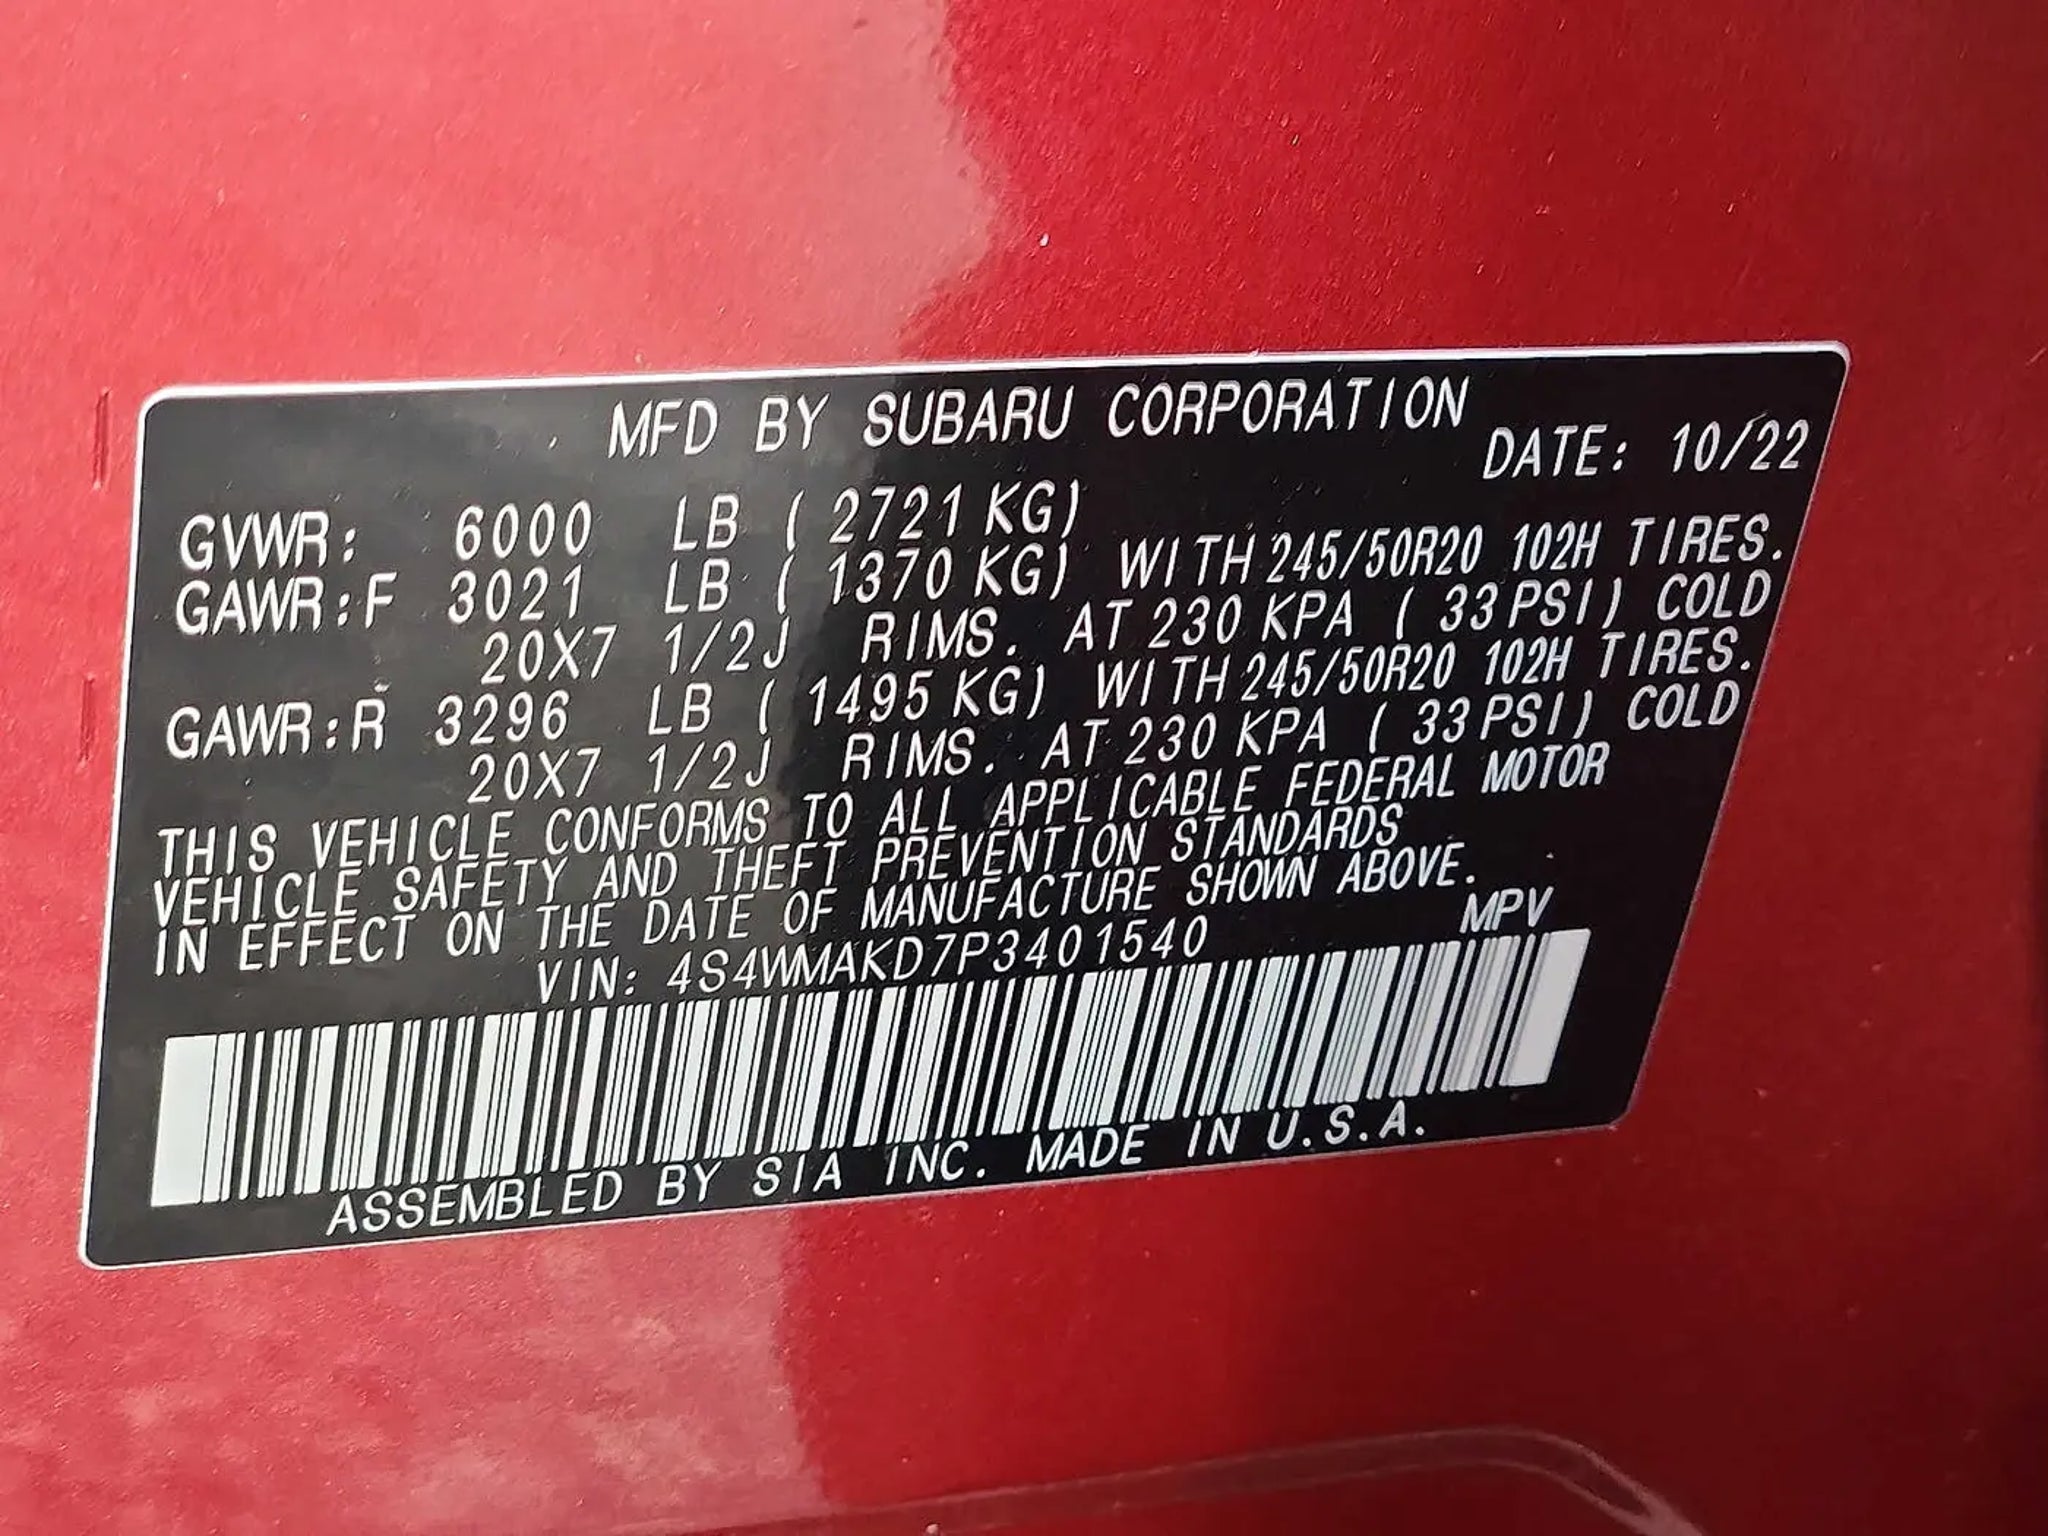 MFD BY SUBARU CORPORATION
DATE: 10/22
GVWR: 6000 LB ( 2721 KG)
GAWR:F 3021 LB ( 1370 KG) WITH 245/50R20 102H TIRES.
20X7 1/2J RIMS. AT 230 KPA ( 33 PSI) COLD
GAWR:R 3296 LB ( 1495 KG) WITH 245/50R20 102H TIRES.
20X7 1/2J RIMS. AT 230 KPA ( 33 PSI) COLD
THIS VEHICLE CONFORMS TO ALL APPLICABLE FEDERAL MOTOR
VEHICLE SAFETY AND THEFT PREVENTION STANDARDS
IN EFFECT ON THE DATE OF MANUFACTURE SHOWN ABOVE.
VIN: 4S4WMAKD7P3401540 MPV
ASSEMBLED BY SIA INC. MADE IN U.S.A.